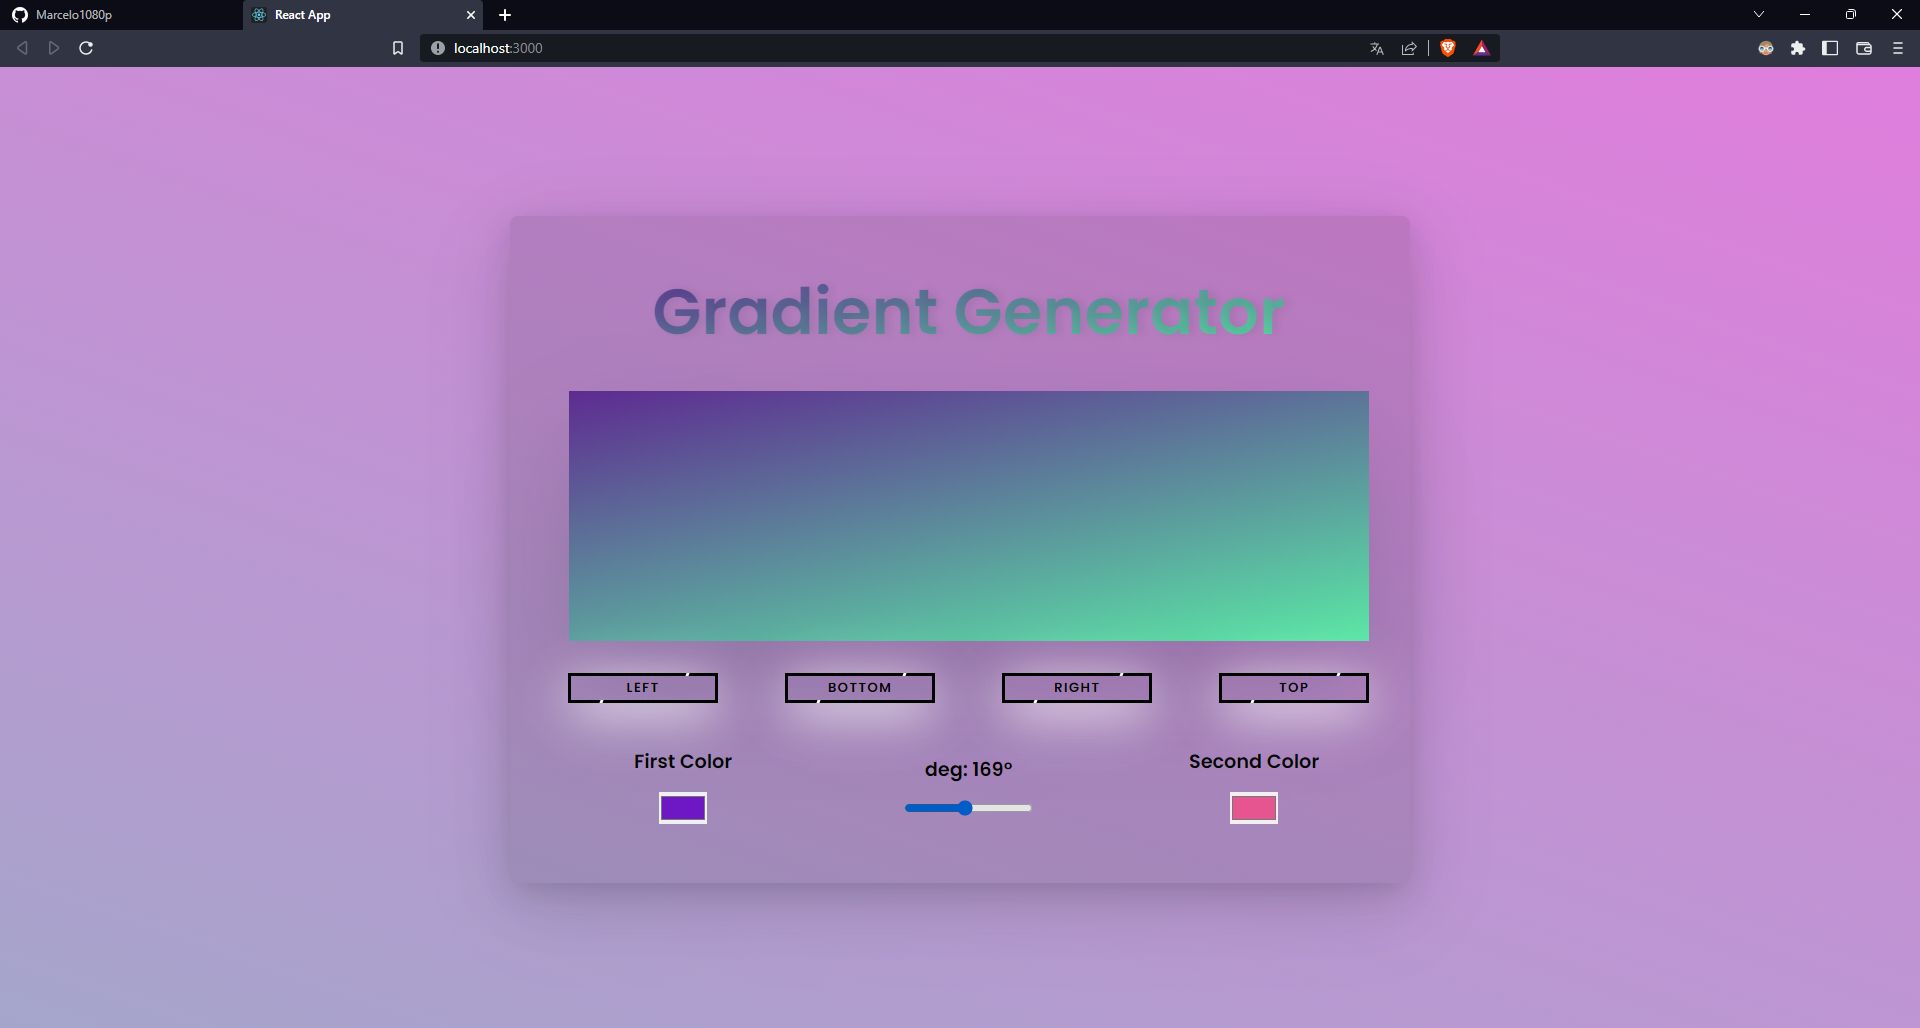 Marcelo1080p
React App
localhost:3000
Gradient Generator
LEFT BOTTOM RIGHT TOP
First Color
deg: 169°
Second Color